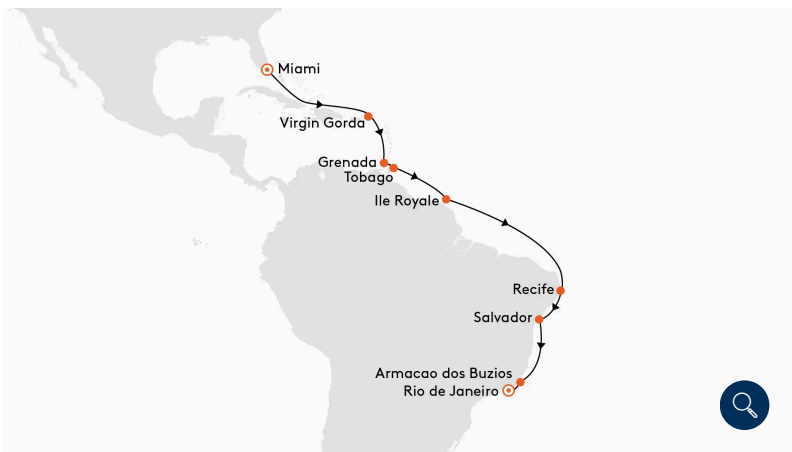 Miami
Virgin Gorda
Grenada
Tobago
Ile Royale
Recife
Salvador
Armacao dos Buzios
Rio de Janeiro